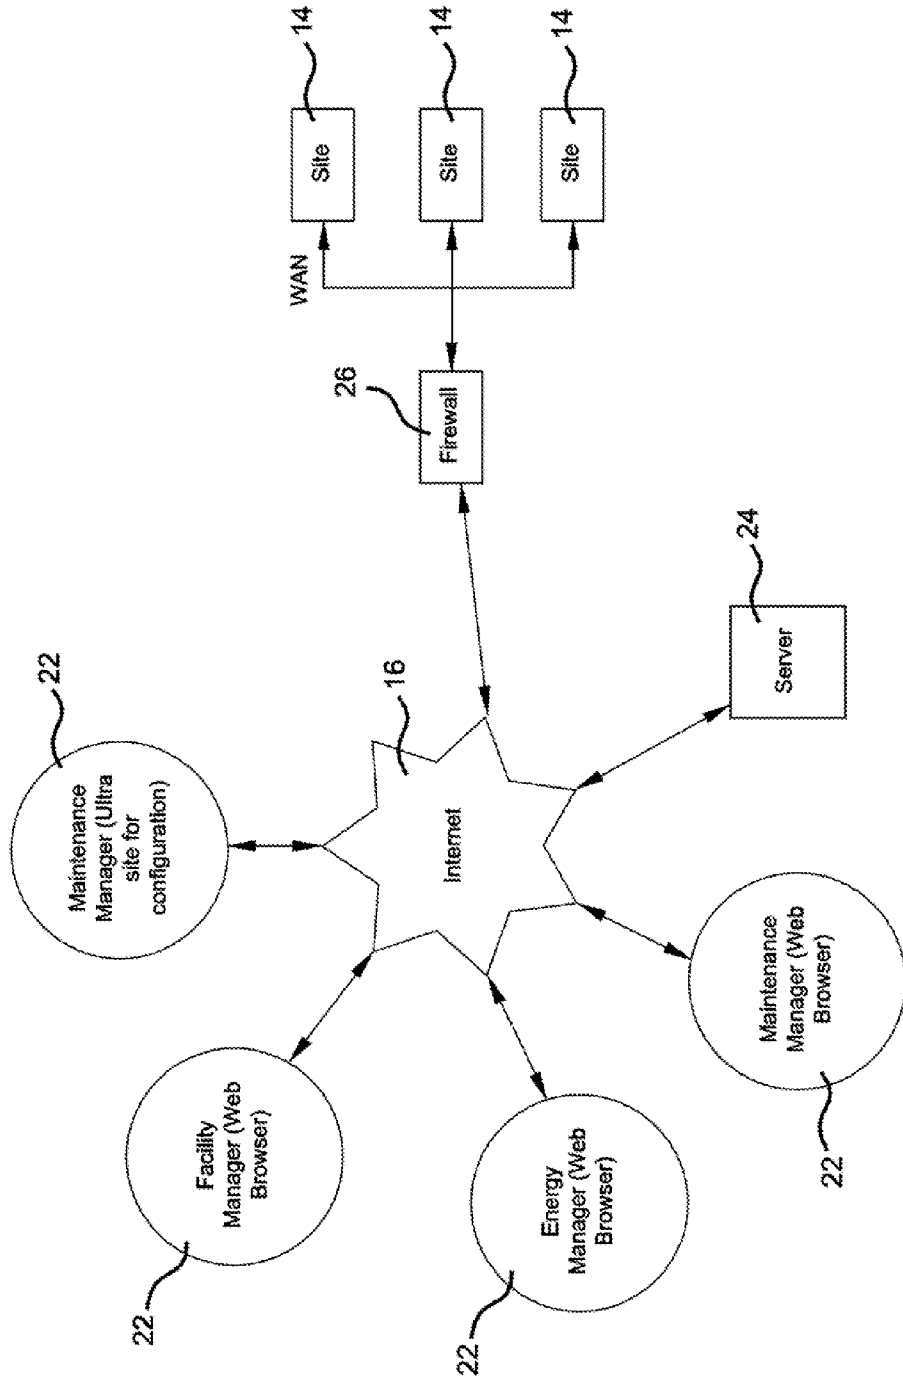 22
Maintenance
Manager (Ultra
site for
configuration)
Facility
Manager (Web
Browser)
22
16
Internet
26
Firewall
WAN
Site
14
Site
14
Site
14
Energy
Manager (Web
Browser)
22
Maintenance
Manager (Web
Browser)
22
Server
24